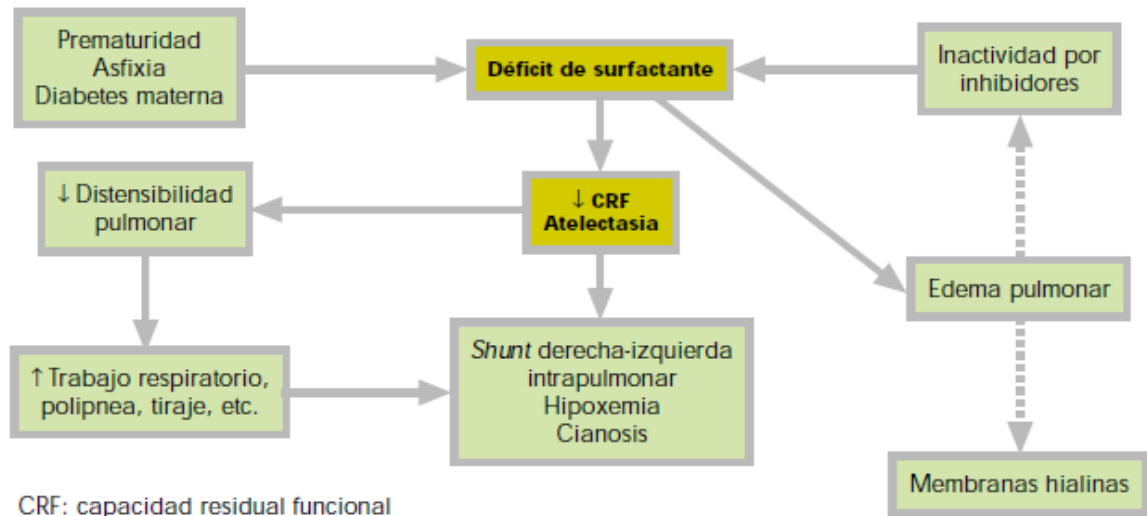 Prematuridad
Asfixia
Diabetes materna
Déficit de surfactante
Inactividad por
inhibidores
↓ Distensibilidad
pulmonar
↓ CRF
Atelectasia
Edema pulmonar
↑ Trabajo respiratorio,
polipnea, tiraje, etc.
Shunt derecha-izquierda
intrapulmonar
Hipoxemia
Cianosis
Membranas hialinas
CRF: capacidad residual funcional